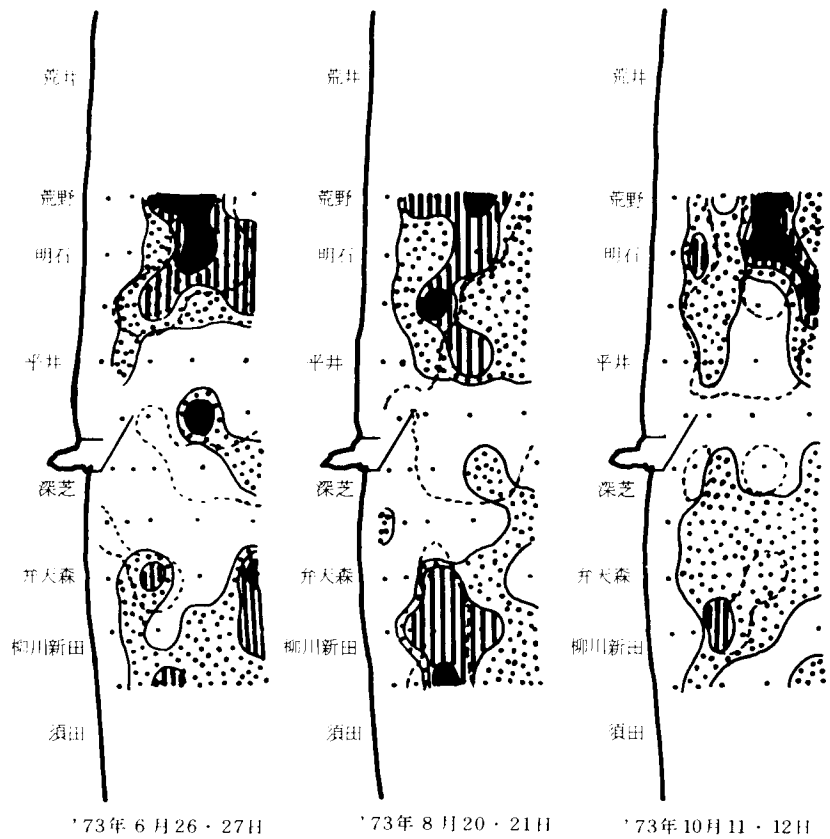 荒井
荒野
明石
平井
深芝
弁天森
柳川新田
須田
'73年6月26・27日
荒井
荒野
明石
平井
深芝
弁天森
柳川新田
須田
'73年8月20・21日
荒井
荒野
明石
平井
深芝
弁天森
柳川新田
須田
'73年10月11・12日